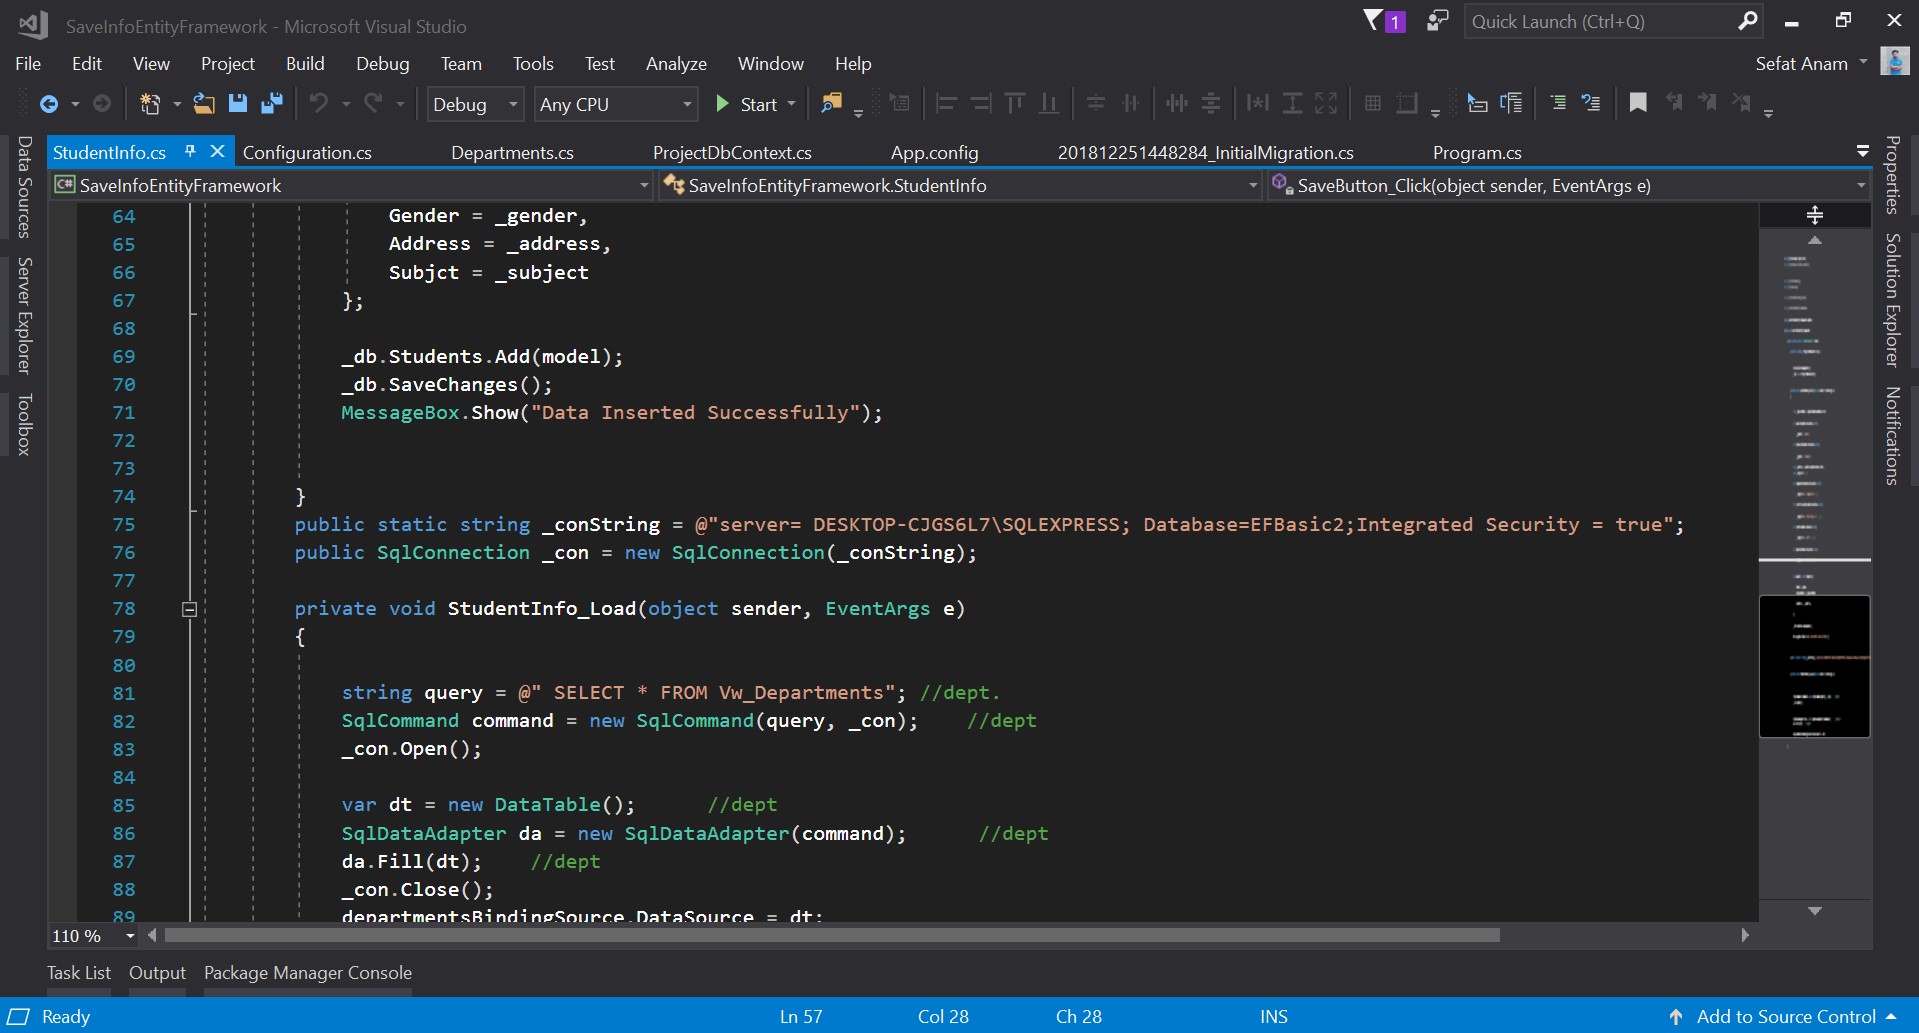 SaveInfoEntityFramework - Microsoft Visual Studio
1
Quick Launch (Ctrl+Q)
File Edit View Project Build Debug Team Tools Test Analyze Window Help
Sefat Anam
Debug Any CPU Start
StudentInfo.cs Configuration.cs Departments.cs ProjectDbContext.cs App.config 201812251448284_InitialMigration.cs Program.cs
C# SaveInfoEntityFramework SaveInfoEntityFramework.StudentInfo SaveButton_Click(object sender, EventArgs e)
Data Sources
Server Explorer
Toolbox
64 Gender = _gender,
65 Address = _address,
66 Subjct = _subject
67 };
68
69 _db.Students.Add(model);
70 _db.SaveChanges();
71 MessageBox.Show("Data Inserted Successfully");
72
73
74 }
75 public static string _conString = @"server= DESKTOP-CJGS6L7\SQLEXPRESS; Database=EFBasic2;Integrated Security = true";
76 public SqlConnection _con = new SqlConnection(_conString);
77
78 private void StudentInfo_Load(object sender, EventArgs e)
79 {
80
81 string query = @" SELECT * FROM Vw_Departments"; //dept.
82 SqlCommand command = new SqlCommand(query, _con); //dept
83 _con.Open();
84
85 var dt = new DataTable(); //dept
86 SqlDataAdapter da = new SqlDataAdapter(command); //dept
87 da.Fill(dt); //dept
88 _con.Close();
89 departmentsBindingSource.DataSource = dt;
Properties
Solution Explorer
Notifications
110 %
Task List Output Package Manager Console
Ready Ln 57 Col 28 Ch 28 INS Add to Source Control